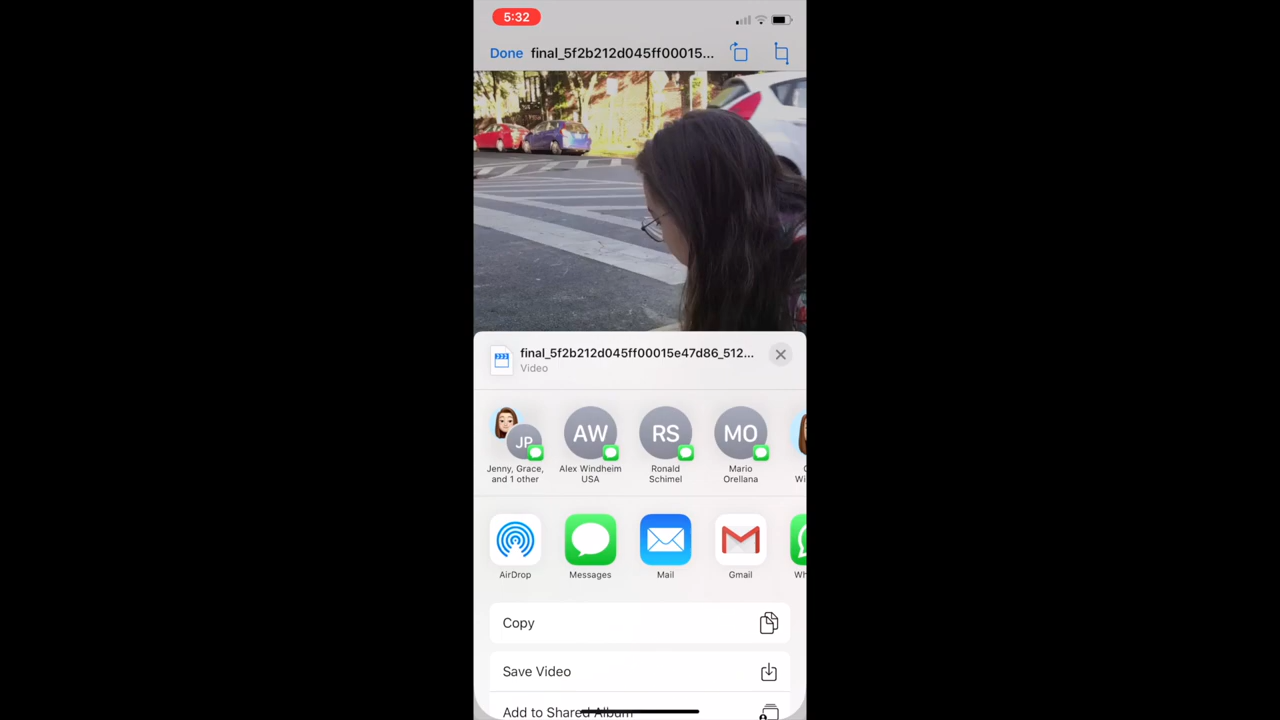 5:32
Done final_5f2b212d045ff00015...
final_5f2b212d045ff00015e47d86_512...
Video
JP
AW
RS
MO
Jenny, Grace,
and 1 other
Alex Windheim
USA
Ronald
Schimel
Mario
Orellana
AirDrop
Messages
Mail
Gmail
Copy
Save Video
Add to Shared Album